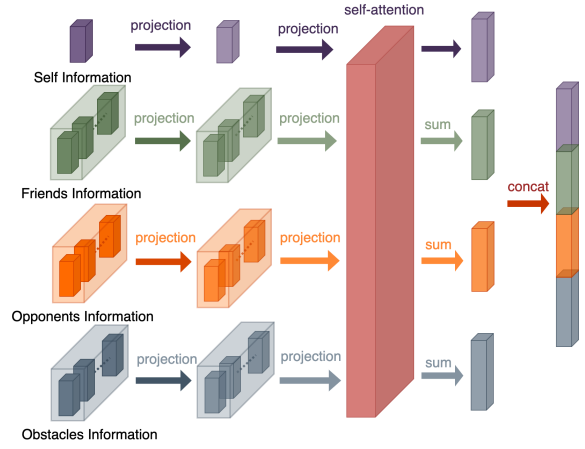 self-attention
projection
projection
Self Information
projection
projection
sum
Friends Information
concat
projection
projection
sum
Opponents Information
projection
projection
sum
Obstacles Information